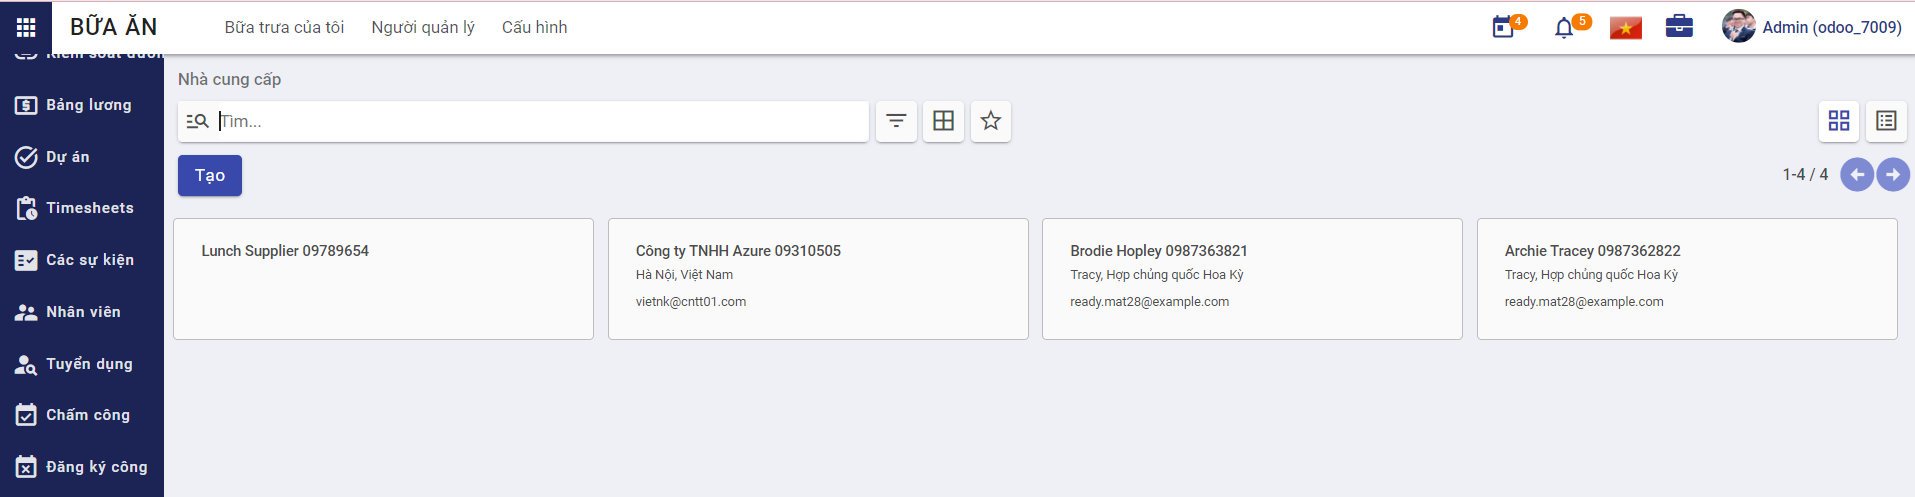 BỮA ĂN
Bữa trưa của tôi
Người quản lý
Cấu hình
4
5
Admin (odoo_7009)
Kiểm soát đườn
Bảng lương
Dự án
Timesheets
Các sự kiện
Nhân viên
Tuyển dụng
Chấm công
Đăng ký công
Nhà cung cấp
Tìm...
Tạo
1-4 / 4
Lunch Supplier 09789654
Công ty TNHH Azure 09310505
Hà Nội, Việt Nam
vietnk@cntt01.com
Brodie Hopley 0987363821
Tracy, Hợp chủng quốc Hoa Kỳ
ready.mat28@example.com
Archie Tracey 0987362822
Tracy, Hợp chủng quốc Hoa Kỳ
ready.mat28@example.com